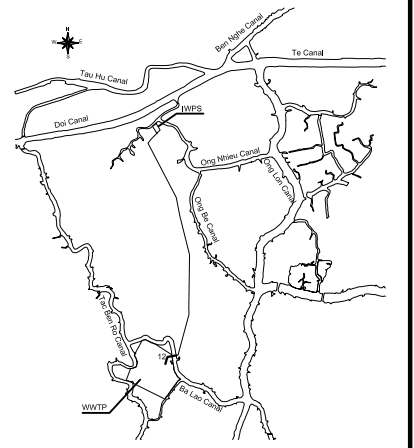 N
W E
S
Ben Nghe Canal
Te Canal
Tau Hu Canal
Doi Canal
IWPS
Ong Nhieu Canal
Ong Lon Canal
Ong Be Canal
Tac Ben Ro Canal
12
Ba Lao Canal
WWTP